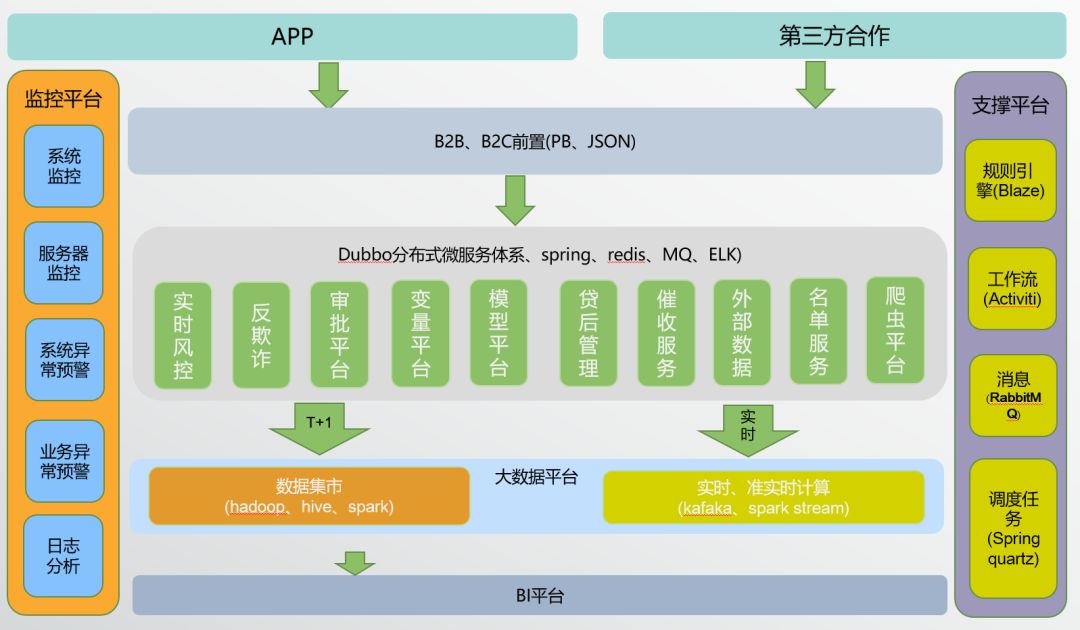 APP
第三方合作
监控平台
系统
监控
服务器
监控
系统异
常预警
业务异
常预警
日志
分析
B2B、B2C前置(PB、JSON)
Dubbo分布式微服务体系、spring、redis、MQ、ELK)
实时风控
反欺诈
审批平台
变量平台
模型平台
贷后管理
催收服务
外部数据
名单服务
爬虫平台
T+1
实
时
大数据平台
数据集市
(hadoop、hive、spark)
实时、准实时计算
(kafaka、spark stream)
BI平台
支撑平台
规则引
擎(Blaze)
工作流
(Activiti)
消息
(RabbitM
Q)
调度任
务
(Spring
quartz)